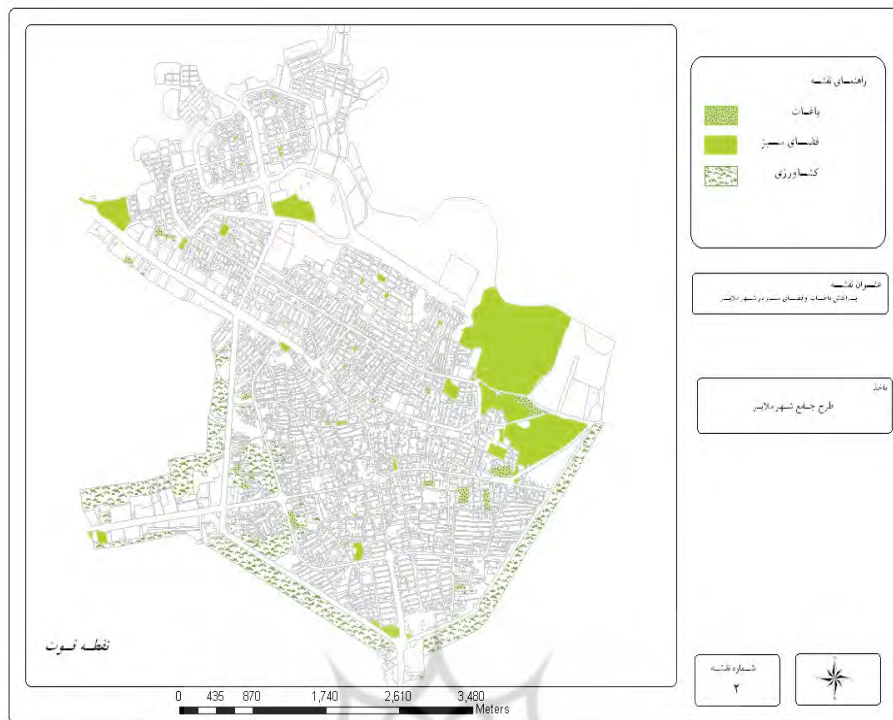 راهنمای نقشه
باغات
فضای سبز
کشاورزی
عنوان نقشه
پراکنش باغات و فضای سبز در شهر ملایر
ماخذ
طرح جامع شهر ملایر
نقطه قوت
شماره نقشه
۲
0 435 870 1,740 2,610 3,480
Meters